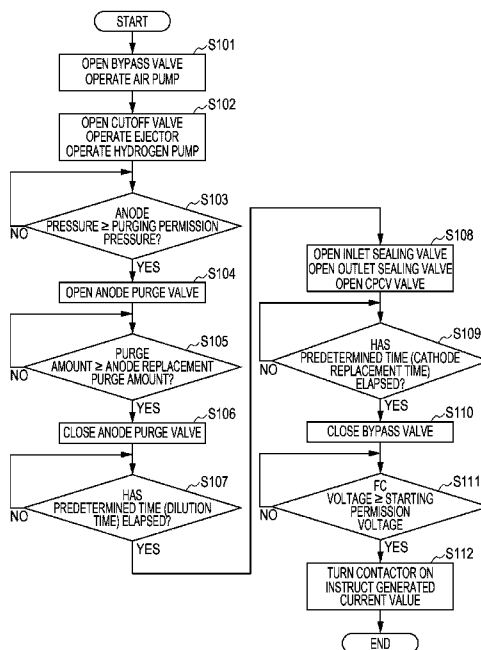 START
S101
OPEN BYPASS VALVE
OPERATE AIR PUMP
S102
OPEN CUTOFF VALVE
OPERATE EJECTOR
OPERATE HYDROGEN PUMP
S103
ANODE
PRESSURE ≥ PURGING PERMISSION
PRESSURE?
NO
YES
S104
OPEN ANODE PURGE VALVE
S105
PURGE
AMOUNT ≥ ANODE REPLACEMENT
PURGE AMOUNT?
NO
YES
S106
CLOSE ANODE PURGE VALVE
S107
HAS
PREDETERMINED TIME (DILUTION
TIME) ELAPSED?
NO
YES
S108
OPEN INLET SEALING VALVE
OPEN OUTLET SEALING VALVE
OPEN CPCV VALVE
S109
HAS
PREDETERMINED TIME (CATHODE
REPLACEMENT TIME)
ELAPSED?
NO
YES
S110
CLOSE BYPASS VALVE
S111
FC
VOLTAGE ≥ STARTING
PERMISSION
VOLTAGE
NO
YES
S112
TURN CONTACTOR ON
INSTRUCT GENERATED
CURRENT VALUE
END